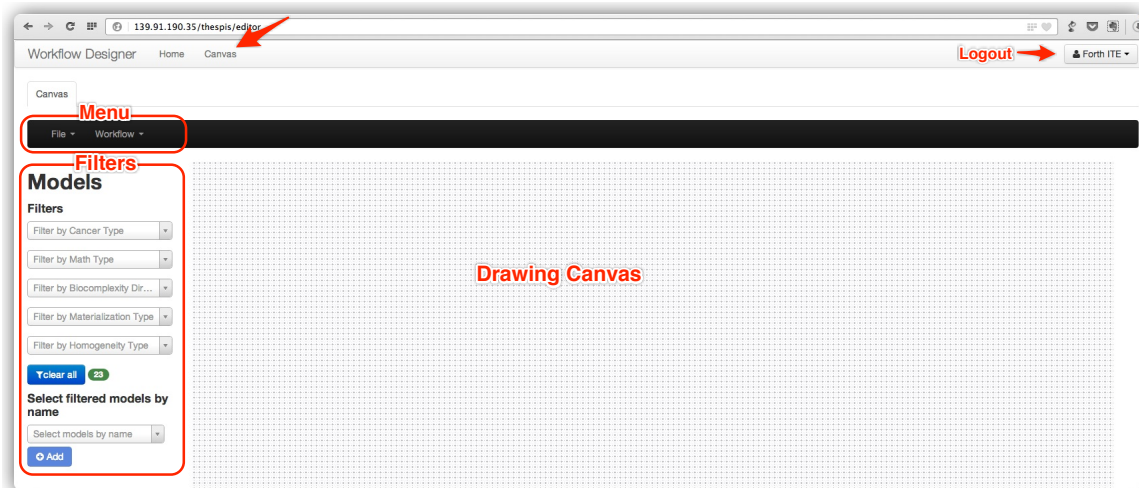 139.91.190.35/thespis/editor
Workflow Designer Home Canvas Logout Forth ITE
Canvas
Menu
File Workflow
Filters
Models
Filters
Filter by Cancer Type
Filter by Math Type
Filter by Biocomplexity Dir...
Filter by Materialization Type
Filter by Homogeneity Type
clear all 23
Select filtered models by
name
Select models by name
Add
Drawing Canvas